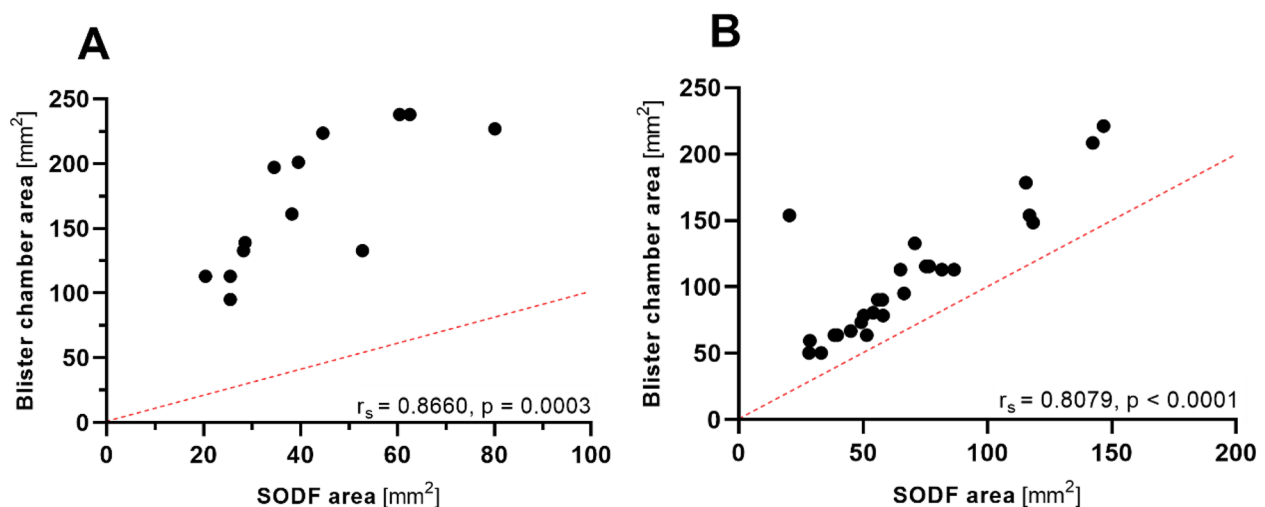 A
Blister chamber area [mm²]
250
200
150
100
50
0
r_s = 0.8660, p = 0.0003
0 20 40 60 80 100
SODF area [mm²]
B
Blister chamber area [mm²]
250
200
150
100
50
0
r_s = 0.8079, p < 0.0001
0 50 100 150 200
SODF area [mm²]